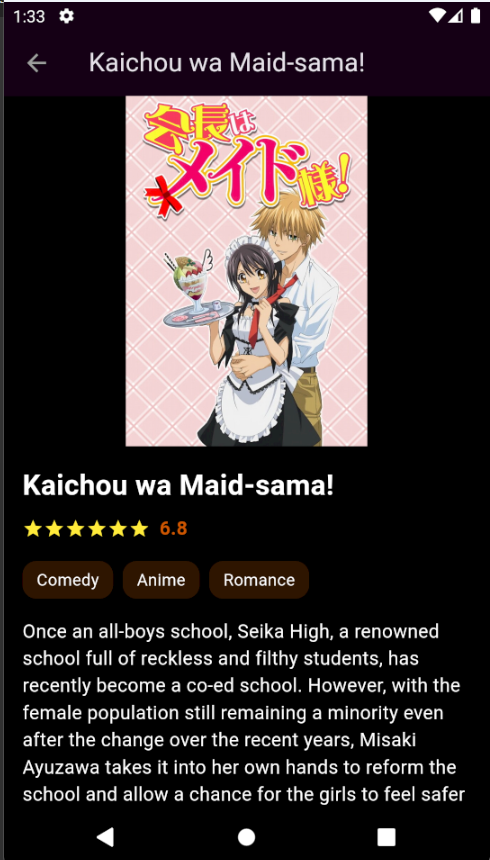 1:33
Kaichou wa Maid-sama!
会長は
メイド様!
Kaichou wa Maid-sama!
6.8
Comedy Anime Romance
Once an all-boys school, Seika High, a renowned
school full of reckless and filthy students, has
recently become a co-ed school. However, with the
female population still remaining a minority even
after the change over the recent years, Misaki
Ayuzawa takes it into her own hands to reform the
school and allow a chance for the girls to feel safer